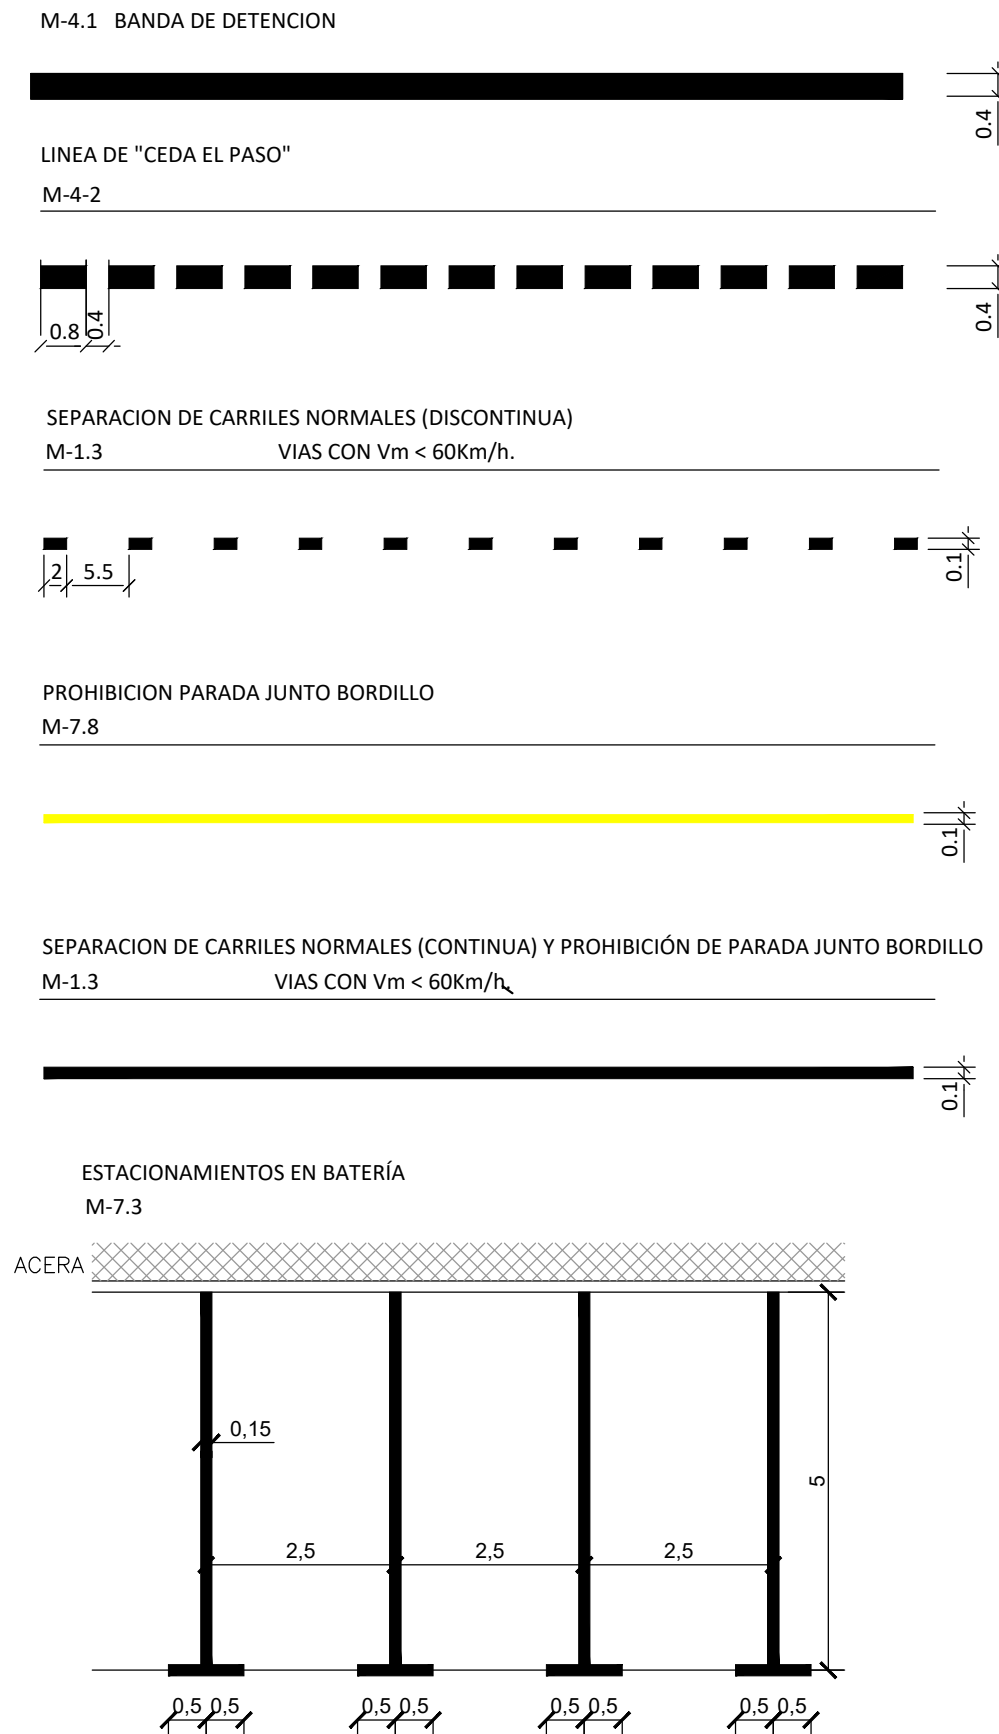 M-4.1 BANDA DE DETENCION
0.4
LINEA DE "CEDA EL PASO"
M-4-2
0.8
0.4
0.4
SEPARACION DE CARRILES NORMALES (DISCONTINUA)
M-1.3 VIAS CON Vm < 60Km/h.
2 5.5
0.1
PROHIBICION PARADA JUNTO BORDILLO
M-7.8
0.1
SEPARACION DE CARRILES NORMALES (CONTINUA) Y PROHIBICIÓN DE PARADA JUNTO BORDILLO
M-1.3 VIAS CON Vm < 60Km/h.
0.1
ESTACIONAMIENTOS EN BATERÍA
M-7.3
ACERA
0,15
5
2,5 2,5 2,5
0,5 0,5 0,5 0,5 0,5 0,5 0,5 0,5